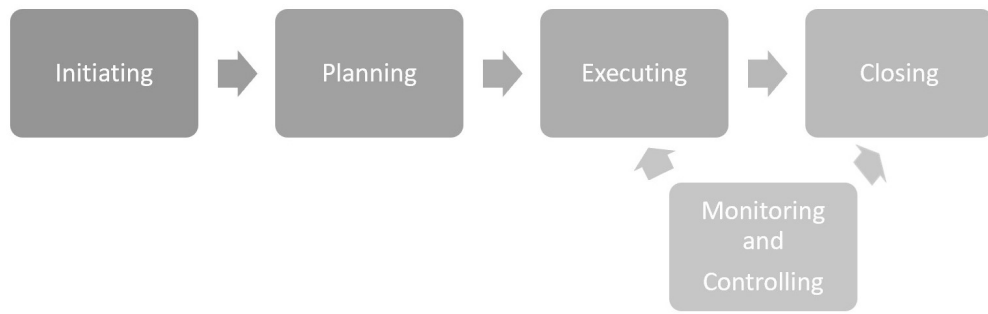 Initiating
Planning
Executing
Closing
Monitoring
and
Controlling